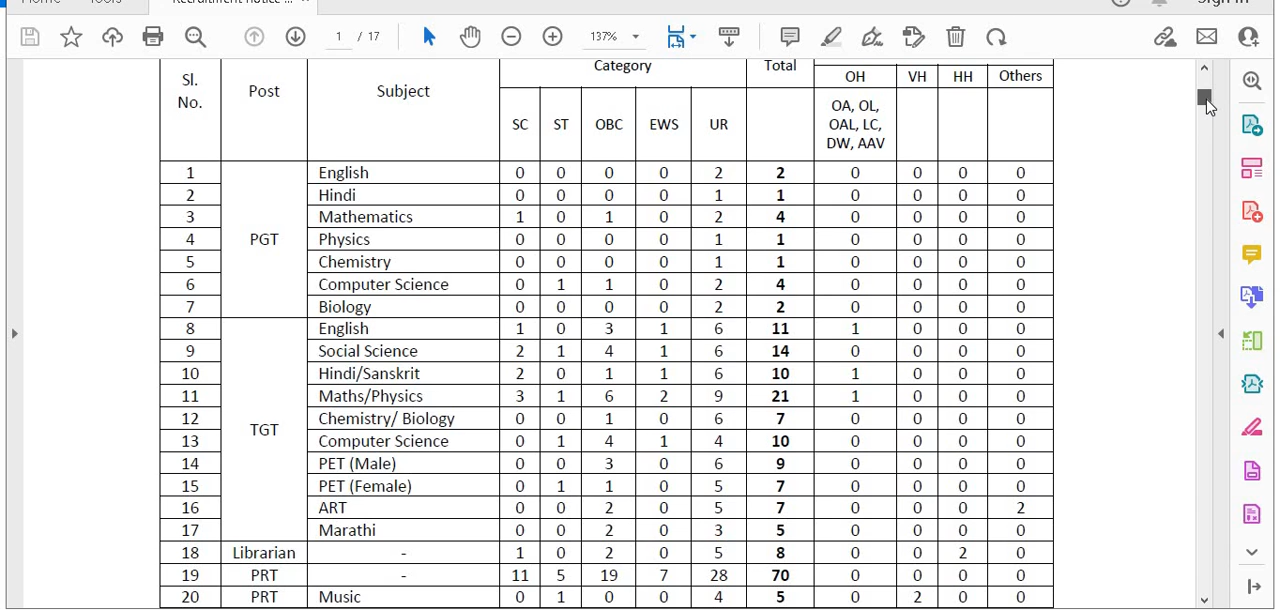 Home Tools Recruitment notice ... × Sign In
1 / 17 137%
Sl. No. Post Subject Category Total OH VH HH Others
SC ST OBC EWS UR OA, OL, OAL, LC, DW, AAV
1 PGT English 0 0 0 0 2 2 0 0 0 0
2 Hindi 0 0 0 0 1 1 0 0 0 0
3 Mathematics 1 0 1 0 2 4 0 0 0 0
4 Physics 0 0 0 0 1 1 0 0 0 0
5 Chemistry 0 0 0 0 1 1 0 0 0 0
6 Computer Science 0 1 1 0 2 4 0 0 0 0
7 Biology 0 0 0 0 2 2 0 0 0 0
8 TGT English 1 0 3 1 6 11 1 0 0 0
9 Social Science 2 1 4 1 6 14 0 0 0 0
10 Hindi/Sanskrit 2 0 1 1 6 10 1 0 0 0
11 Maths/Physics 3 1 6 2 9 21 1 0 0 0
12 Chemistry/ Biology 0 0 1 0 6 7 0 0 0 0
13 Computer Science 0 1 4 1 4 10 0 0 0 0
14 PET (Male) 0 0 3 0 6 9 0 0 0 0
15 PET (Female) 0 1 1 0 5 7 0 0 0 0
16 ART 0 0 2 0 5 7 0 0 0 2
17 Marathi 0 0 2 0 3 5 0 0 0 0
18 Librarian - 1 0 2 0 5 8 0 0 2 0
19 PRT - 11 5 19 7 28 70 0 0 0 0
20 PRT Music 0 1 0 0 4 5 0 2 0 0